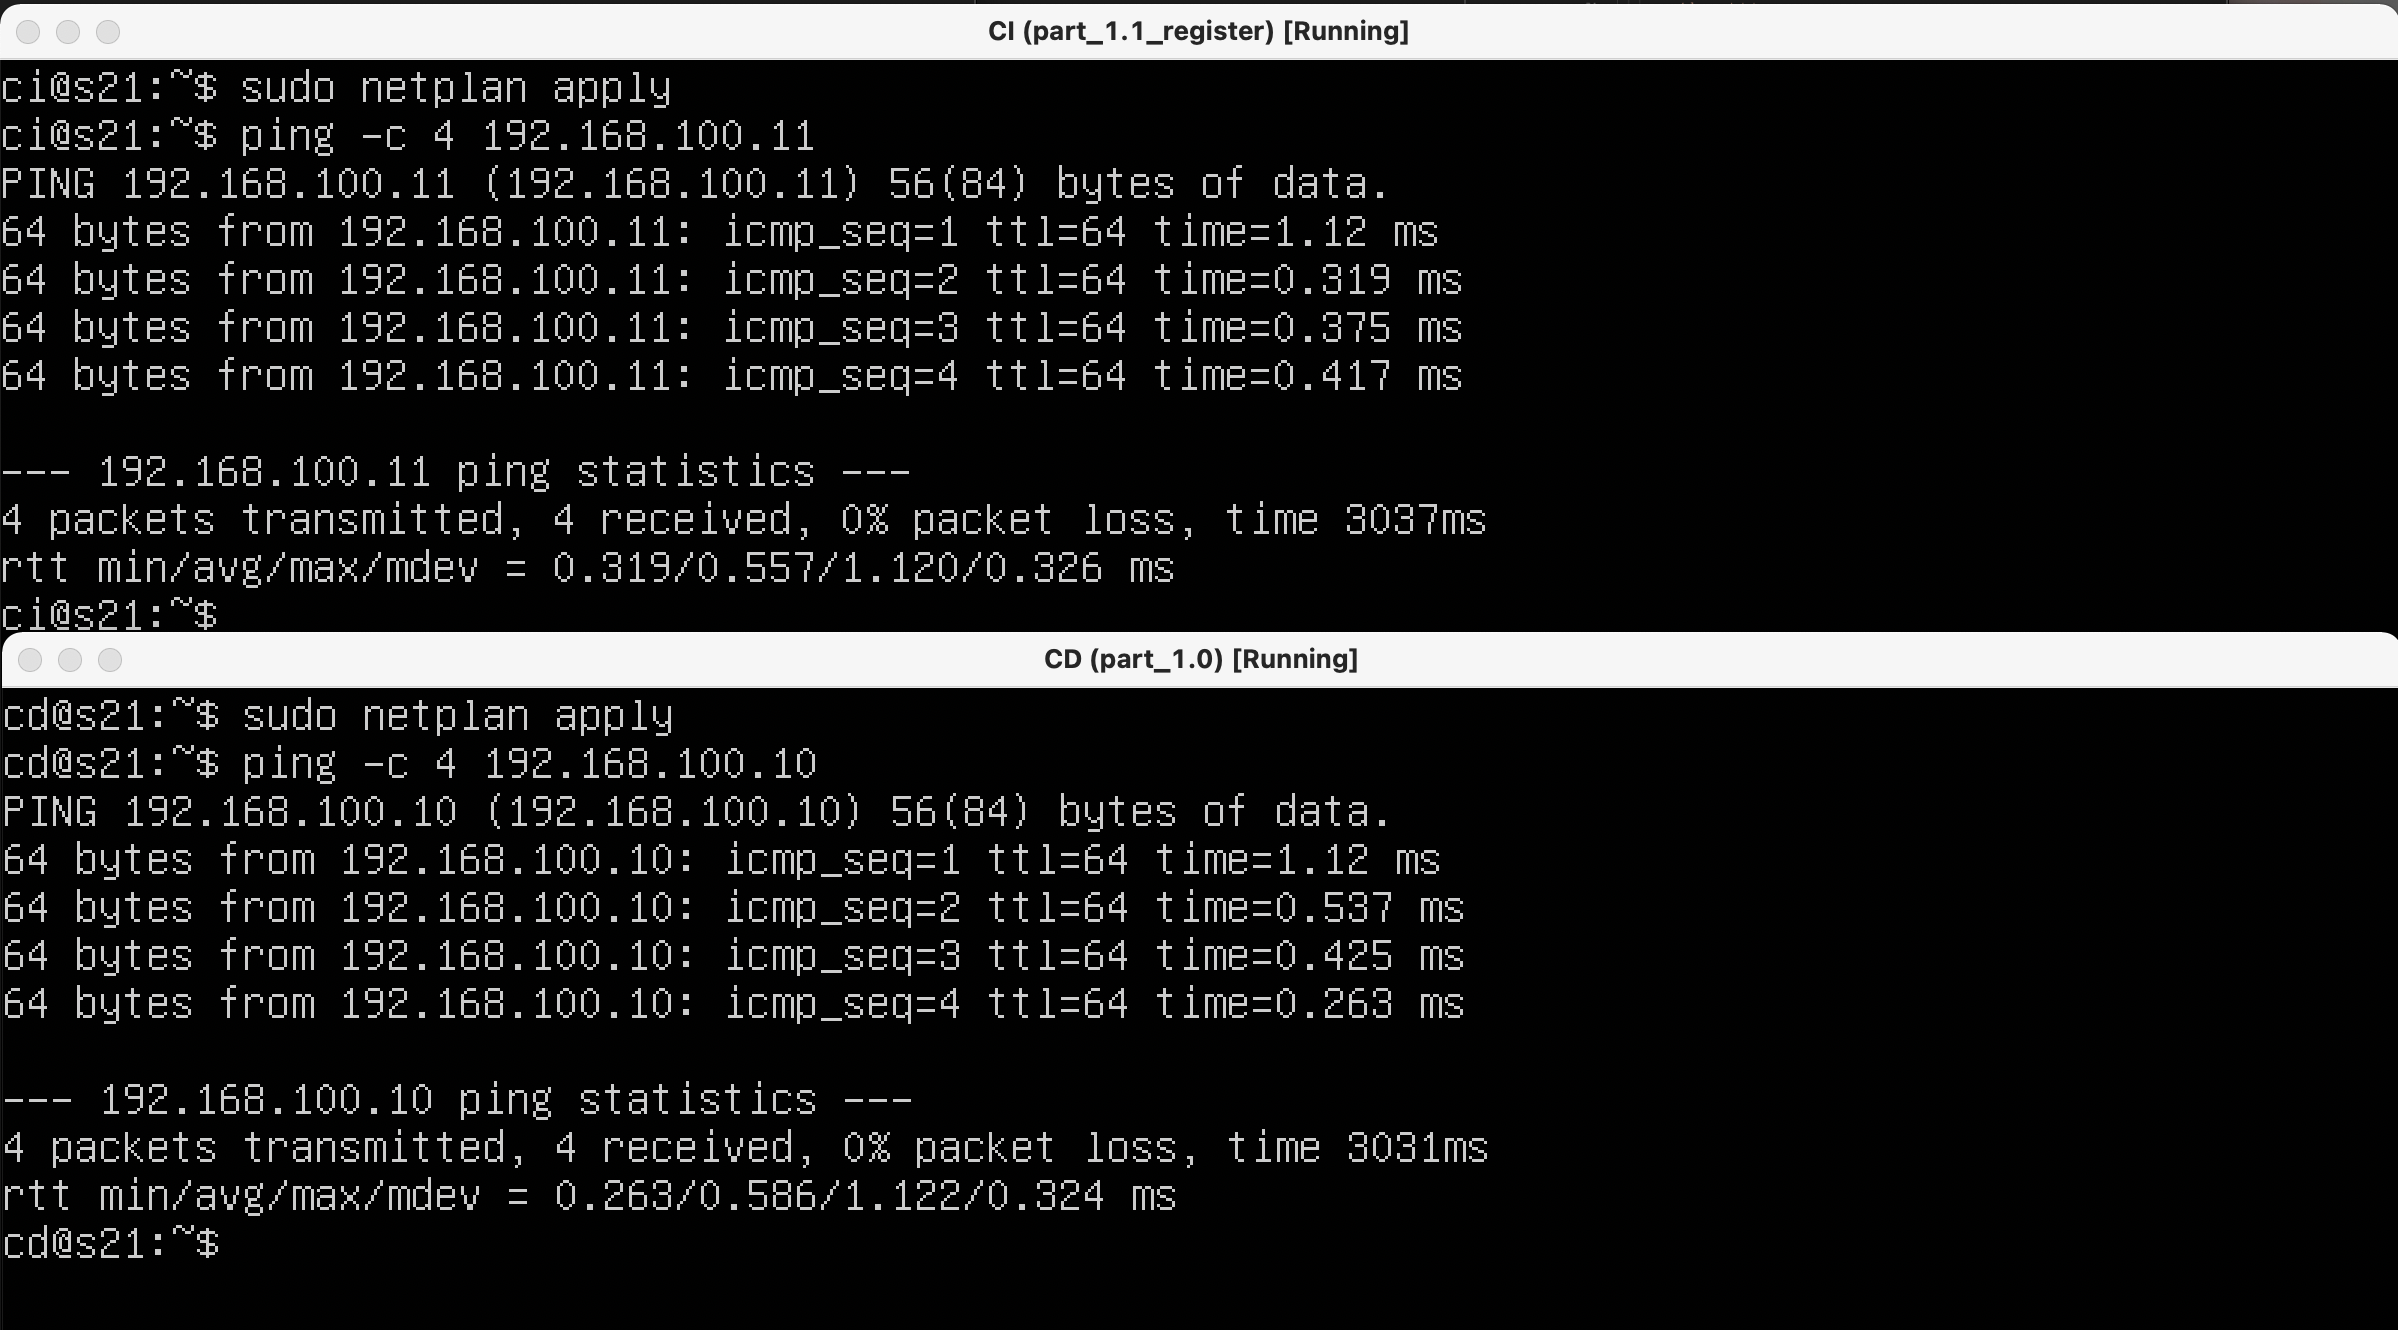 CI (part_1.1_register) [Running]
ci@s21:~$ sudo netplan apply
ci@s21:~$ ping -c 4 192.168.100.11
PING 192.168.100.11 (192.168.100.11) 56(84) bytes of data.
64 bytes from 192.168.100.11: icmp_seq=1 ttl=64 time=1.12 ms
64 bytes from 192.168.100.11: icmp_seq=2 ttl=64 time=0.319 ms
64 bytes from 192.168.100.11: icmp_seq=3 ttl=64 time=0.375 ms
64 bytes from 192.168.100.11: icmp_seq=4 ttl=64 time=0.417 ms
--- 192.168.100.11 ping statistics ---
4 packets transmitted, 4 received, 0% packet loss, time 3037ms
rtt min/avg/max/mdev = 0.319/0.557/1.120/0.326 ms
ci@s21:~$
CD (part_1.0) [Running]
cd@s21:~$ sudo netplan apply
cd@s21:~$ ping -c 4 192.168.100.10
PING 192.168.100.10 (192.168.100.10) 56(84) bytes of data.
64 bytes from 192.168.100.10: icmp_seq=1 ttl=64 time=1.12 ms
64 bytes from 192.168.100.10: icmp_seq=2 ttl=64 time=0.537 ms
64 bytes from 192.168.100.10: icmp_seq=3 ttl=64 time=0.425 ms
64 bytes from 192.168.100.10: icmp_seq=4 ttl=64 time=0.263 ms
--- 192.168.100.10 ping statistics ---
4 packets transmitted, 4 received, 0% packet loss, time 3031ms
rtt min/avg/max/mdev = 0.263/0.586/1.122/0.324 ms
cd@s21:~$